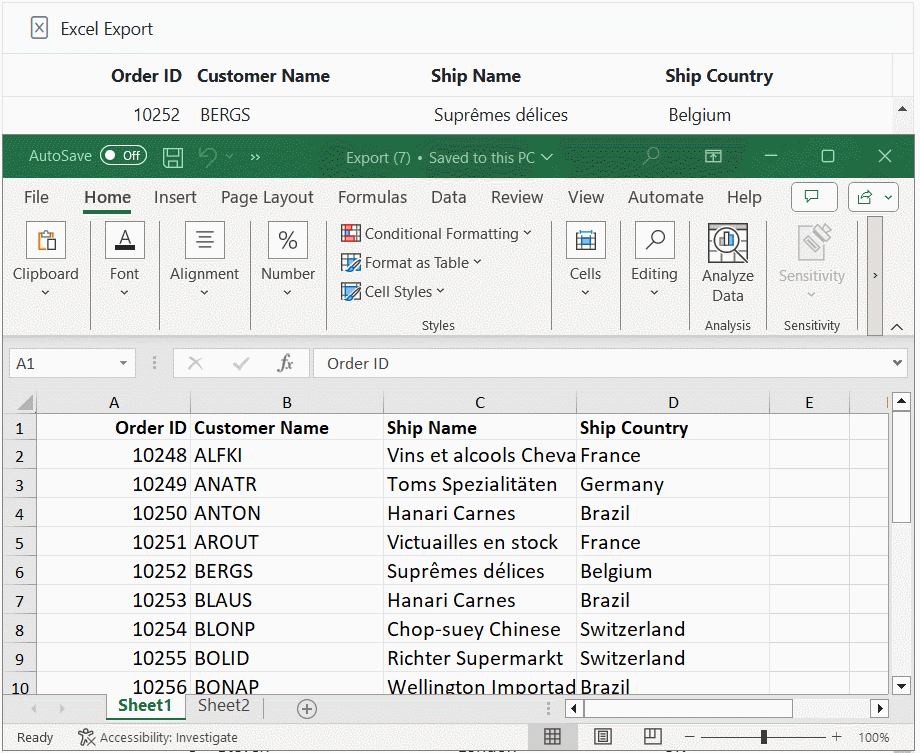 Excel Export
Order ID Customer Name Ship Name Ship Country
10252 BERGS Suprêmes délices Belgium
AutoSave Off Export (7) • Saved to this PC
File Home Insert Page Layout Formulas Data Review View Automate Help
Clipboard Font Alignment Number Conditional Formatting Cells Editing Analyze Data Sensitivity
Format as Table
Cell Styles
Styles Analysis Sensitivity
A1 fx Order ID
A B C D E
1 Order ID Customer Name Ship Name Ship Country
2 10248 ALFKI Vins et alcools Cheva France
3 10249 ANATR Toms Spezialitäten Germany
4 10250 ANTON Hanari Carnes Brazil
5 10251 AROUT Victuailles en stock France
6 10252 BERGS Suprêmes délices Belgium
7 10253 BLAUS Hanari Carnes Brazil
8 10254 BLONP Chop-suey Chinese Switzerland
9 10255 BOLID Richter Supermarkt Switzerland
10 10256 BONAP Wellington Importad Brazil
Sheet1 Sheet2
Ready Accessibility: Investigate 100%